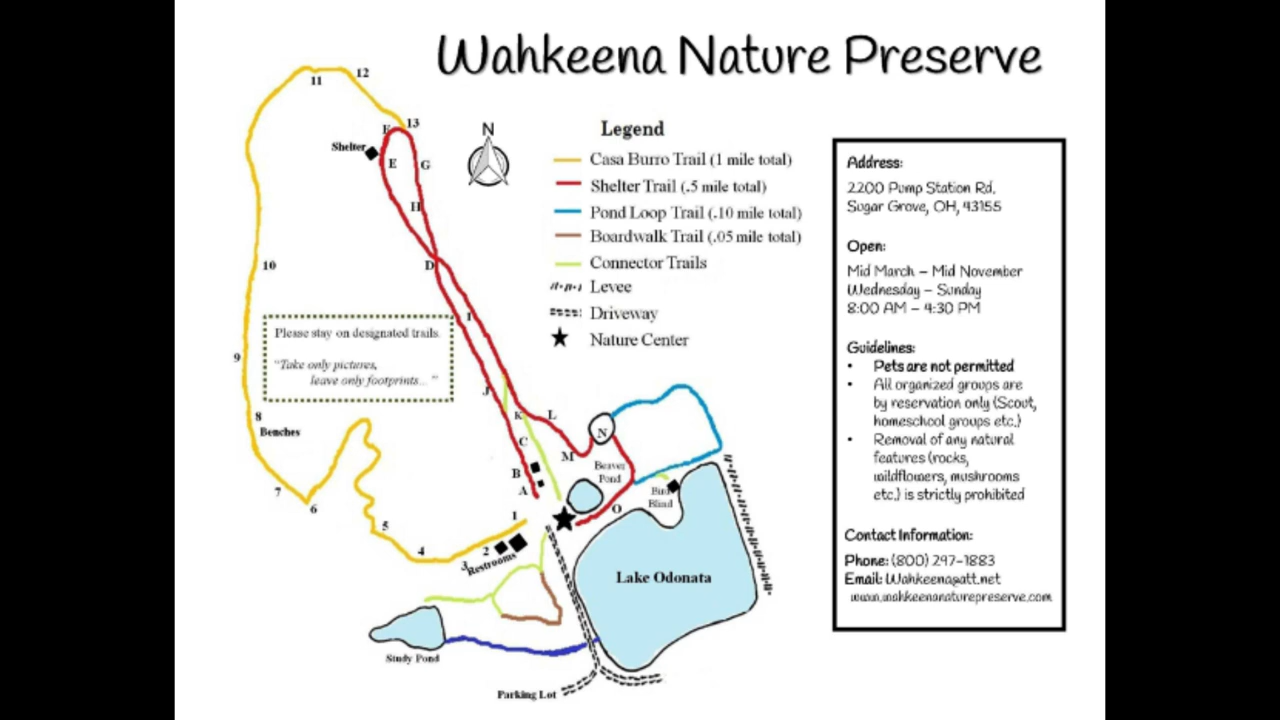 Wahkeena Nature Preserve
N
Legend
Casa Burro Trail (1 mile total)
Shelter Trail (.5 mile total)
Pond Loop Trail (.10 mile total)
Boardwalk Trail (.05 mile total)
Connector Trails
Levee
Driveway
Nature Center
12
11
13
F
Shelter
E
G
H
10
D
I
Please stay on designated trails.
"Take only pictures,
leave only footprints..."
9
J
8
Benches
K
L
C
N
M
Beaver
Pond
B
A
7
6
Bird
Blind
O
1
5
4
2
3
Restrooms
Lake Odonata
Study Pond
Parking Lot
Address:
2200 Pump Station Rd.
Sugar Grove, OH, 43155
Open:
Mid March – Mid November
Wednesday – Sunday
8:00 AM – 4:30 PM
Guidelines:
• Pets are not permitted
• All organized groups are
by reservation only (Scout,
homeschool groups etc.)
• Removal of any natural
features (rocks,
wildflowers, mushrooms
etc.) is strictly prohibited
Contact Information:
Phone: (800) 297-1883
Email: Wahkeena@att.net
www.wahkeenanaturepreserve.com